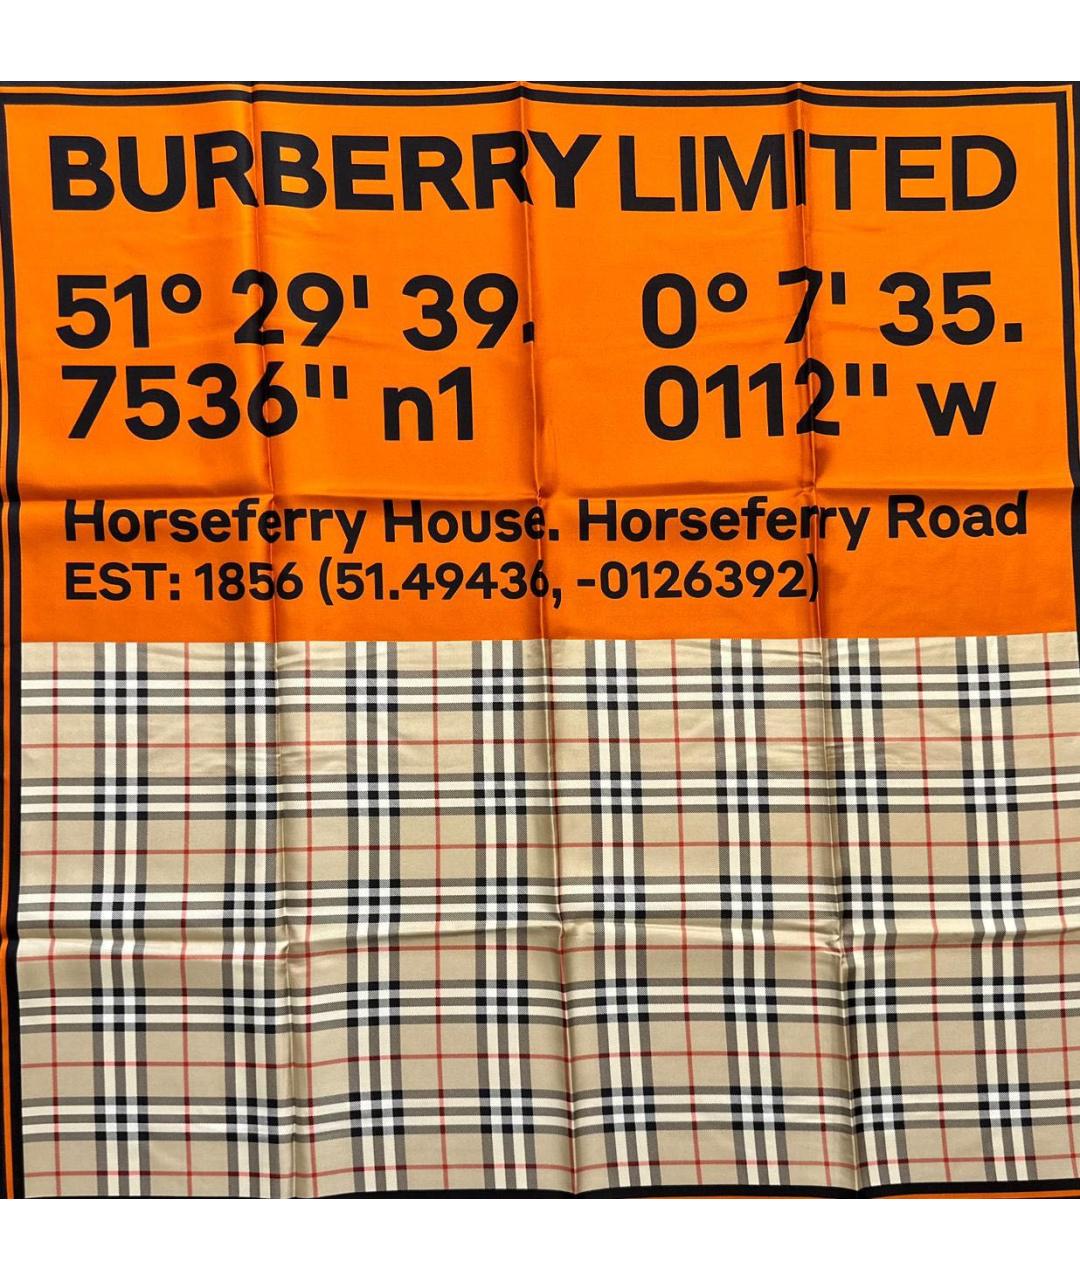 BURBERRY LIMITED
51° 29' 39. 0° 7' 35.
7536" n1 0112" w
Horseferry House. Horseferry Road
EST: 1856 (51.49436, -0126392)